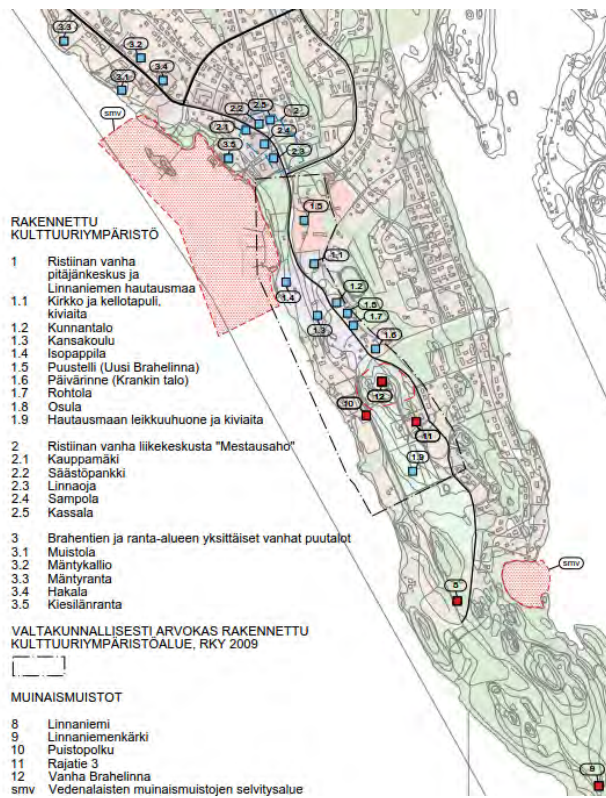 3.3
3.2
3.4
3.1
smv
2.5
2.2
2
2.1
2.4
3.5
2.3
1.5
1.1
1.4
1.2
1.7
1.3
12
10
11
1.9
smv
RAKENNETTU
KULTTUURIYMPÄRISTÖ
1 Ristiinan vanha
pitäjänkeskus ja
Linnaniemen hautausmaa
1.1 Kirkko ja kellotapuli,
kiviaita
1.2 Kunnantalo
1.3 Kansakoulu
1.4 Isopappila
1.5 Puustelli (Uusi Brahelinna)
1.6 Päivärinne (Krankin talo)
1.7 Rohtola
1.8 Osula
1.9 Hautausmaan leikkuuhuone ja kiviaita
2 Ristiinan vanha liikekeskusta "Mestausaho"
2.1 Kauppamäki
2.2 Säästöpankki
2.3 Linnaoja
2.4 Sampola
2.5 Kassala
3 Brahentien ja ranta-alueen yksittäiset vanhat puutalot
3.1 Muistola
3.2 Mäntykallio
3.3 Mäntyranta
3.4 Hakala
3.5 Kiesilänranta
VALTAKUNNALLISESTI ARVOKAS RAKENNETTU
KULTTUURIYMPÄRISTÖALUE, RKY 2009
MUINAISMUISTOT
8 Linnaniemi
9 Linnaniemenkärki
10 Puistopolku
11 Rajatie 3
12 Vanha Brahelinna
smv Vedenalaisten muinaismuistojen selvitysalue